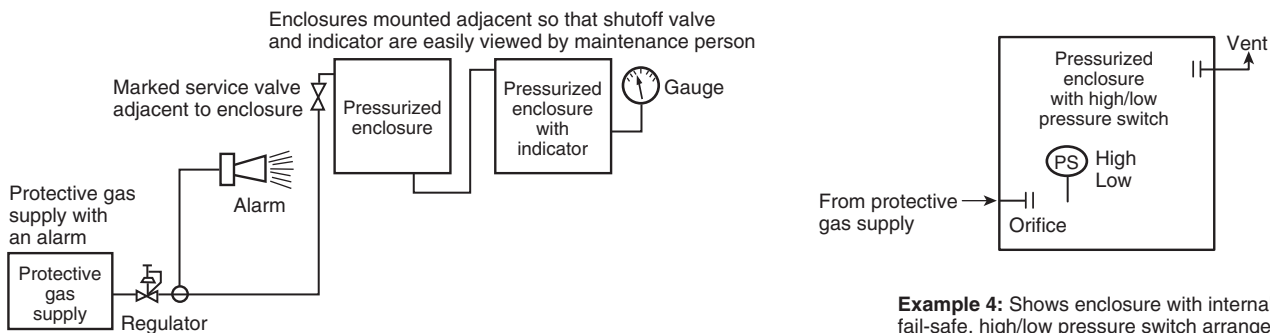 Enclosures mounted adjacent so that shutoff valve
and indicator are easily viewed by maintenance person
Marked service valve
adjacent to enclosure
Pressurized
enclosure
Pressurized
enclosure
with
indicator
Gauge
Alarm
Protective gas
supply with
an alarm
Protective
gas
supply
Regulator
Pressurized
enclosure
with high/low
pressure switch
Vent
PS
High
Low
From protective
gas supply
Orifice
Example 4: Shows enclosure with interna
fail-safe, high/low pressure switch arrange